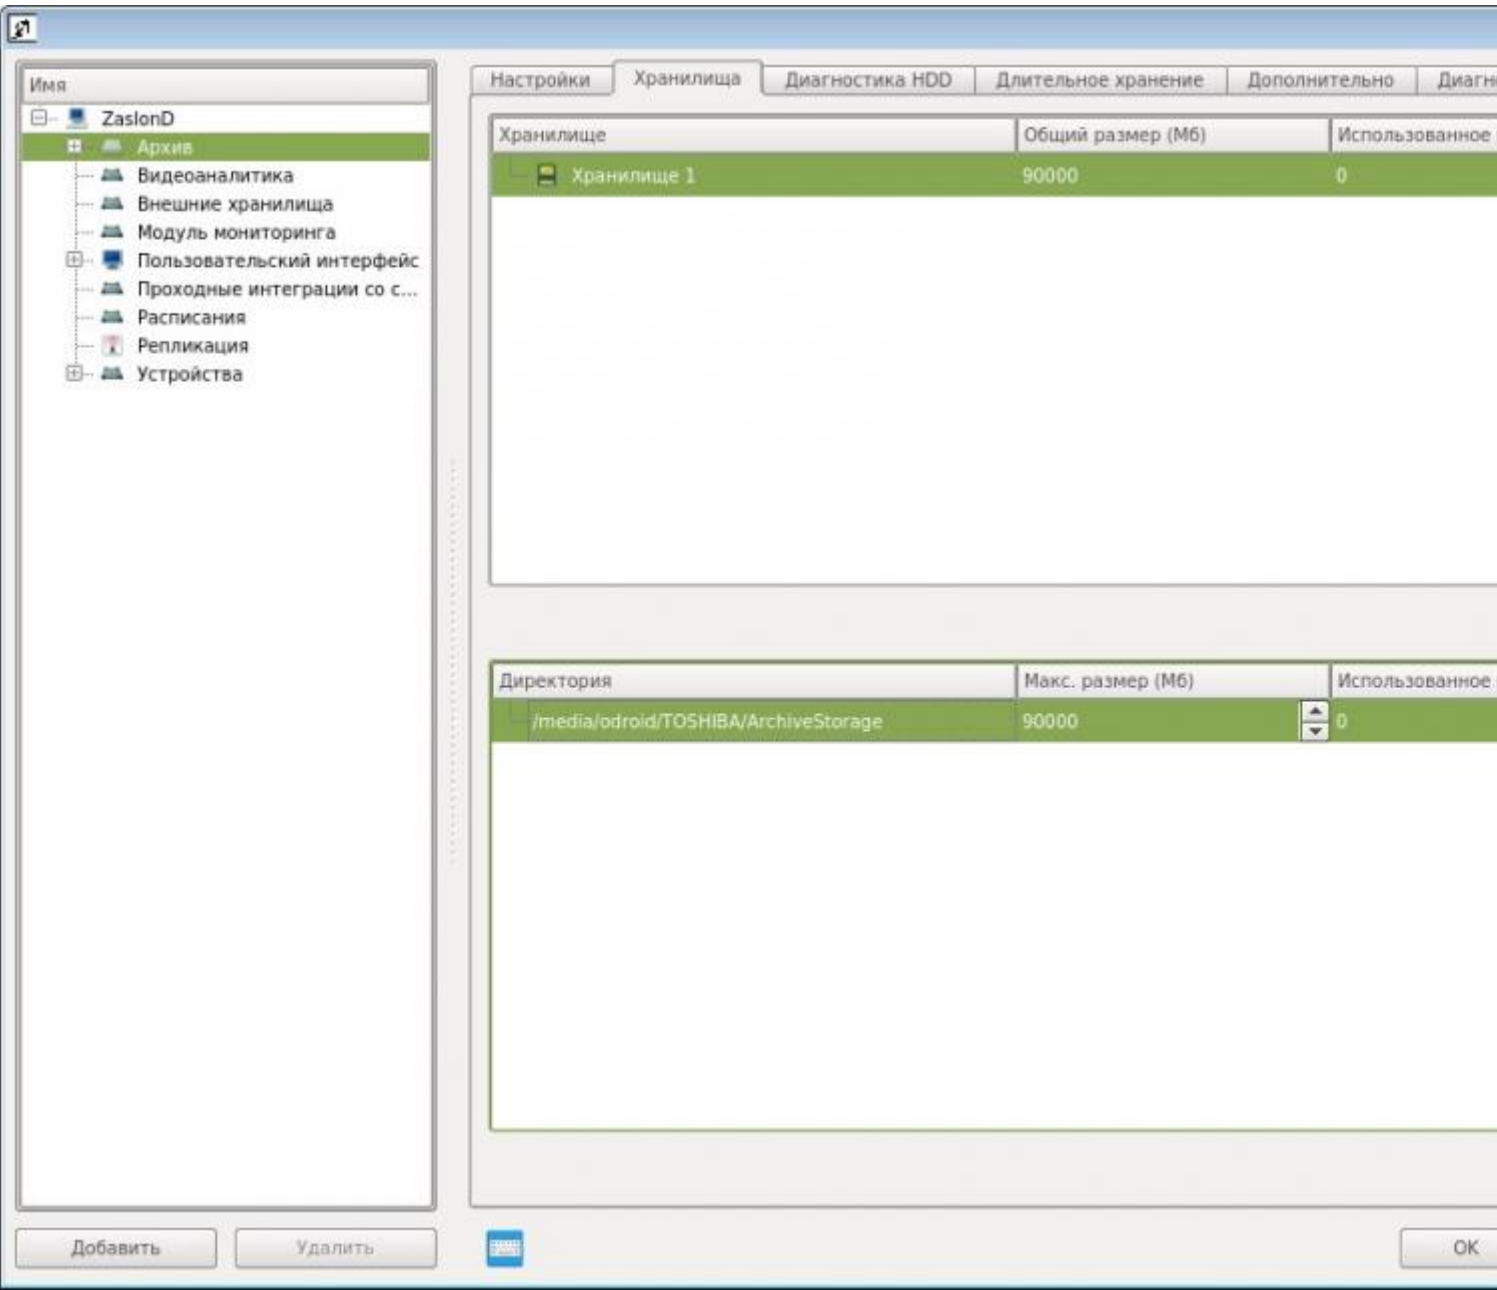 Имя
ZaslonD
Архив
Видеоаналитика
Внешние хранилища
Модуль мониторинга
Пользовательский интерфейс
Проходные интеграции со с...
Расписания
Репликация
Устройства
Добавить
Удалить
Настройки
Хранилища
Диагностика HDD
Длительное хранение
Дополнительно
Диагн
Хранилище
Общий размер (Мб)
Использованное
Хранилище 1
90000
0
Директория
Макс. размер (Мб)
Использованное
/media/odroid/TOSHIBA/ArchiveStorage
90000
0
OK